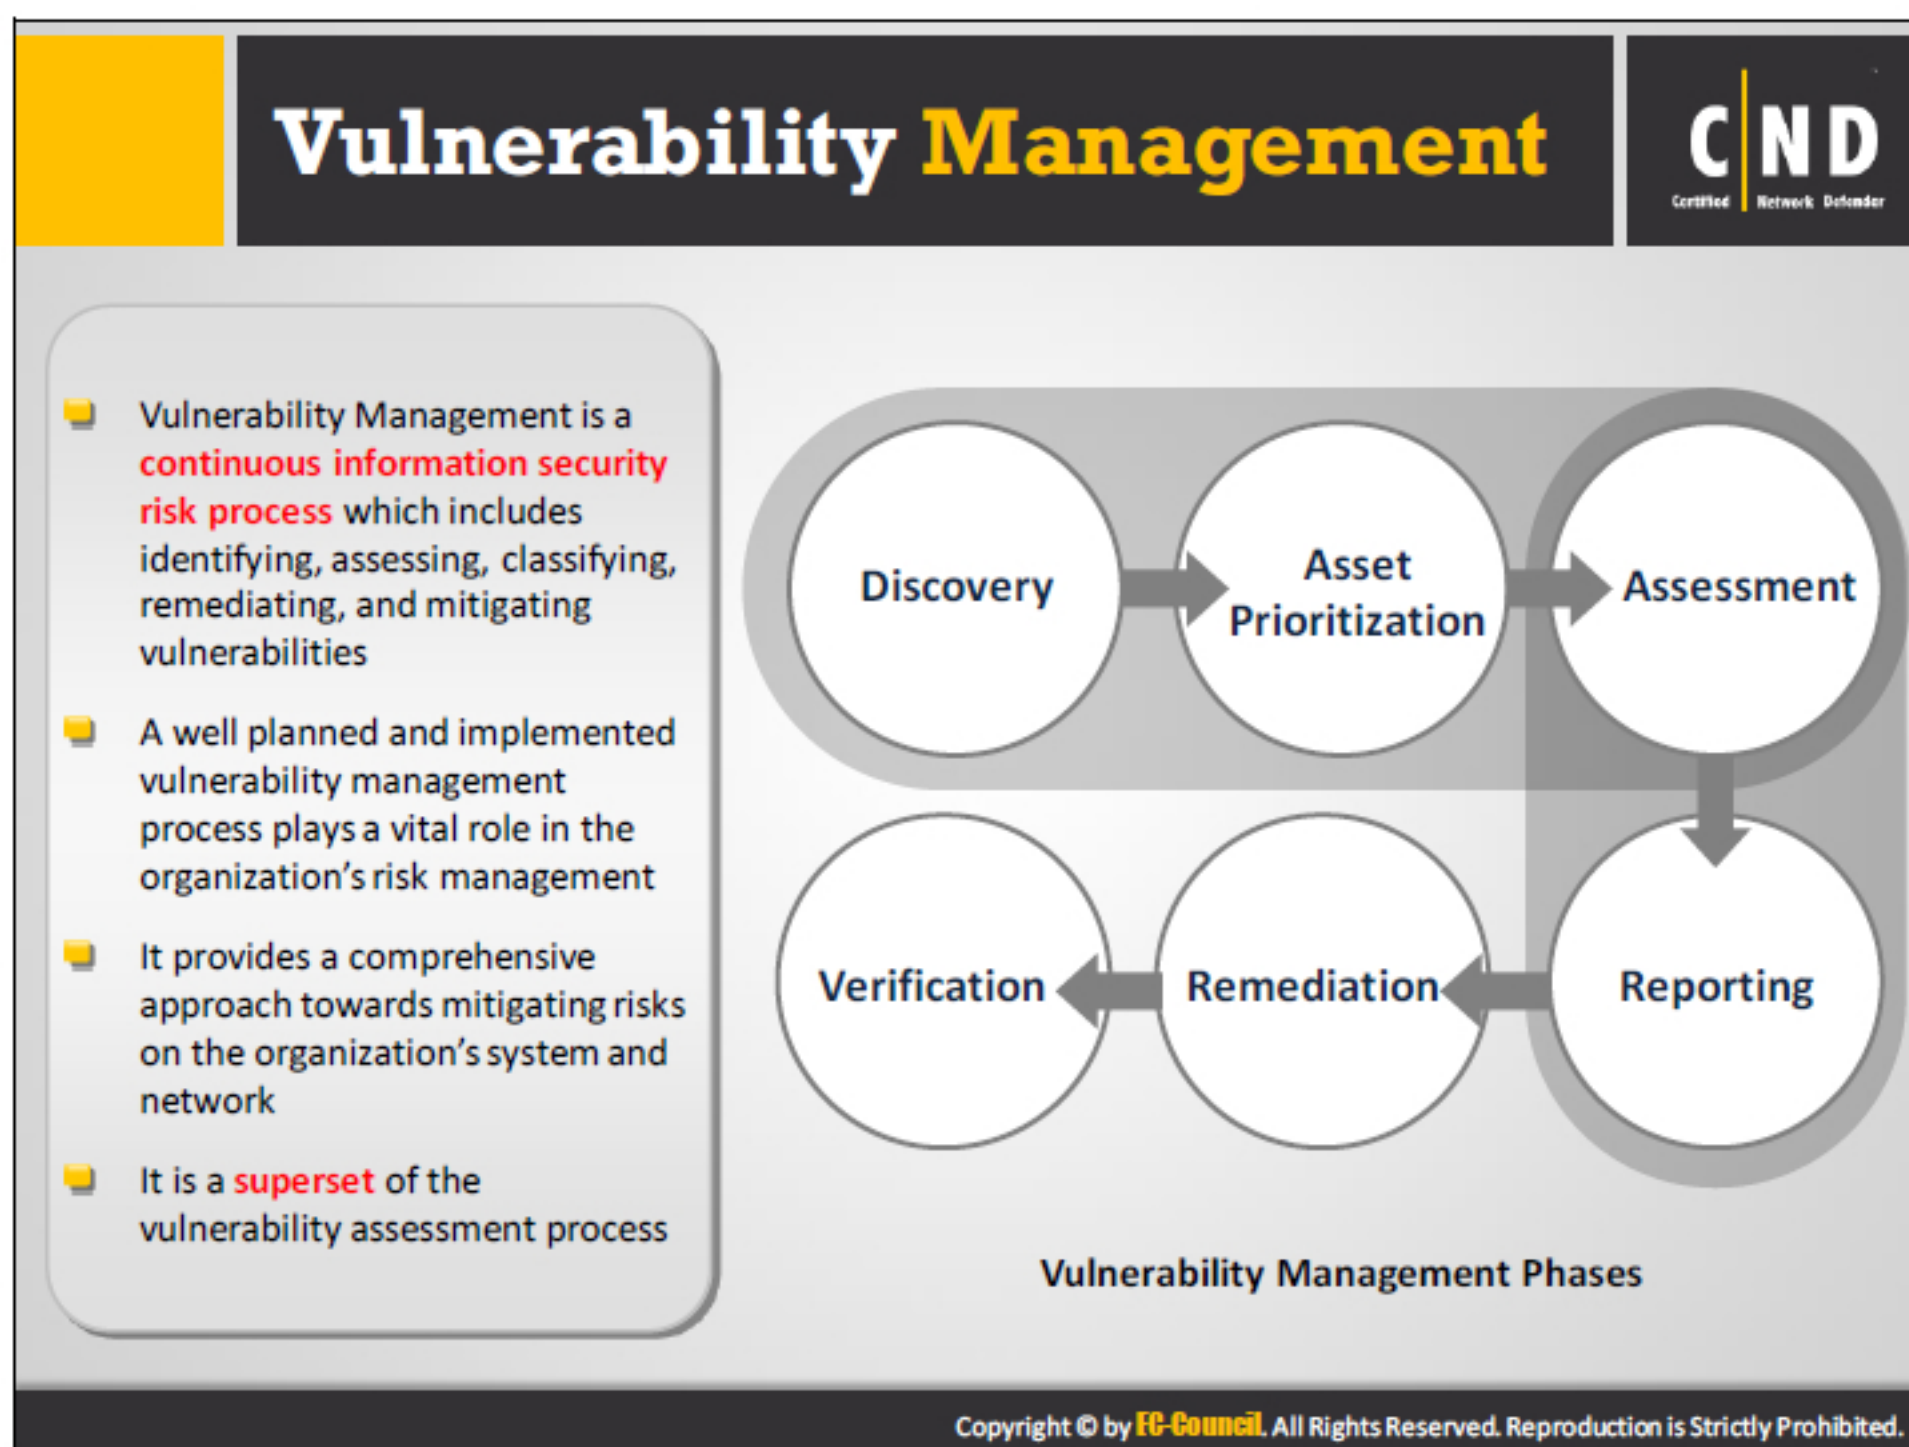 Vulnerability Management
C ND
Certified Network Defender
Vulnerability Management is a
continuous information security
risk process which includes
identifying, assessing, classifying,
remediating, and mitigating
vulnerabilities
A well planned and implemented
vulnerability management
process plays a vital role in the
organization's risk management
It provides a comprehensive
approach towards mitigating risks
on the organization's system and
network
It is a superset of the
vulnerability assessment process
Discovery
Asset
Prioritization
Assessment
Reporting
Remediation
Verification
Vulnerability Management Phases
Copyright © by EC-Council. All Rights Reserved. Reproduction is Strictly Prohibited.